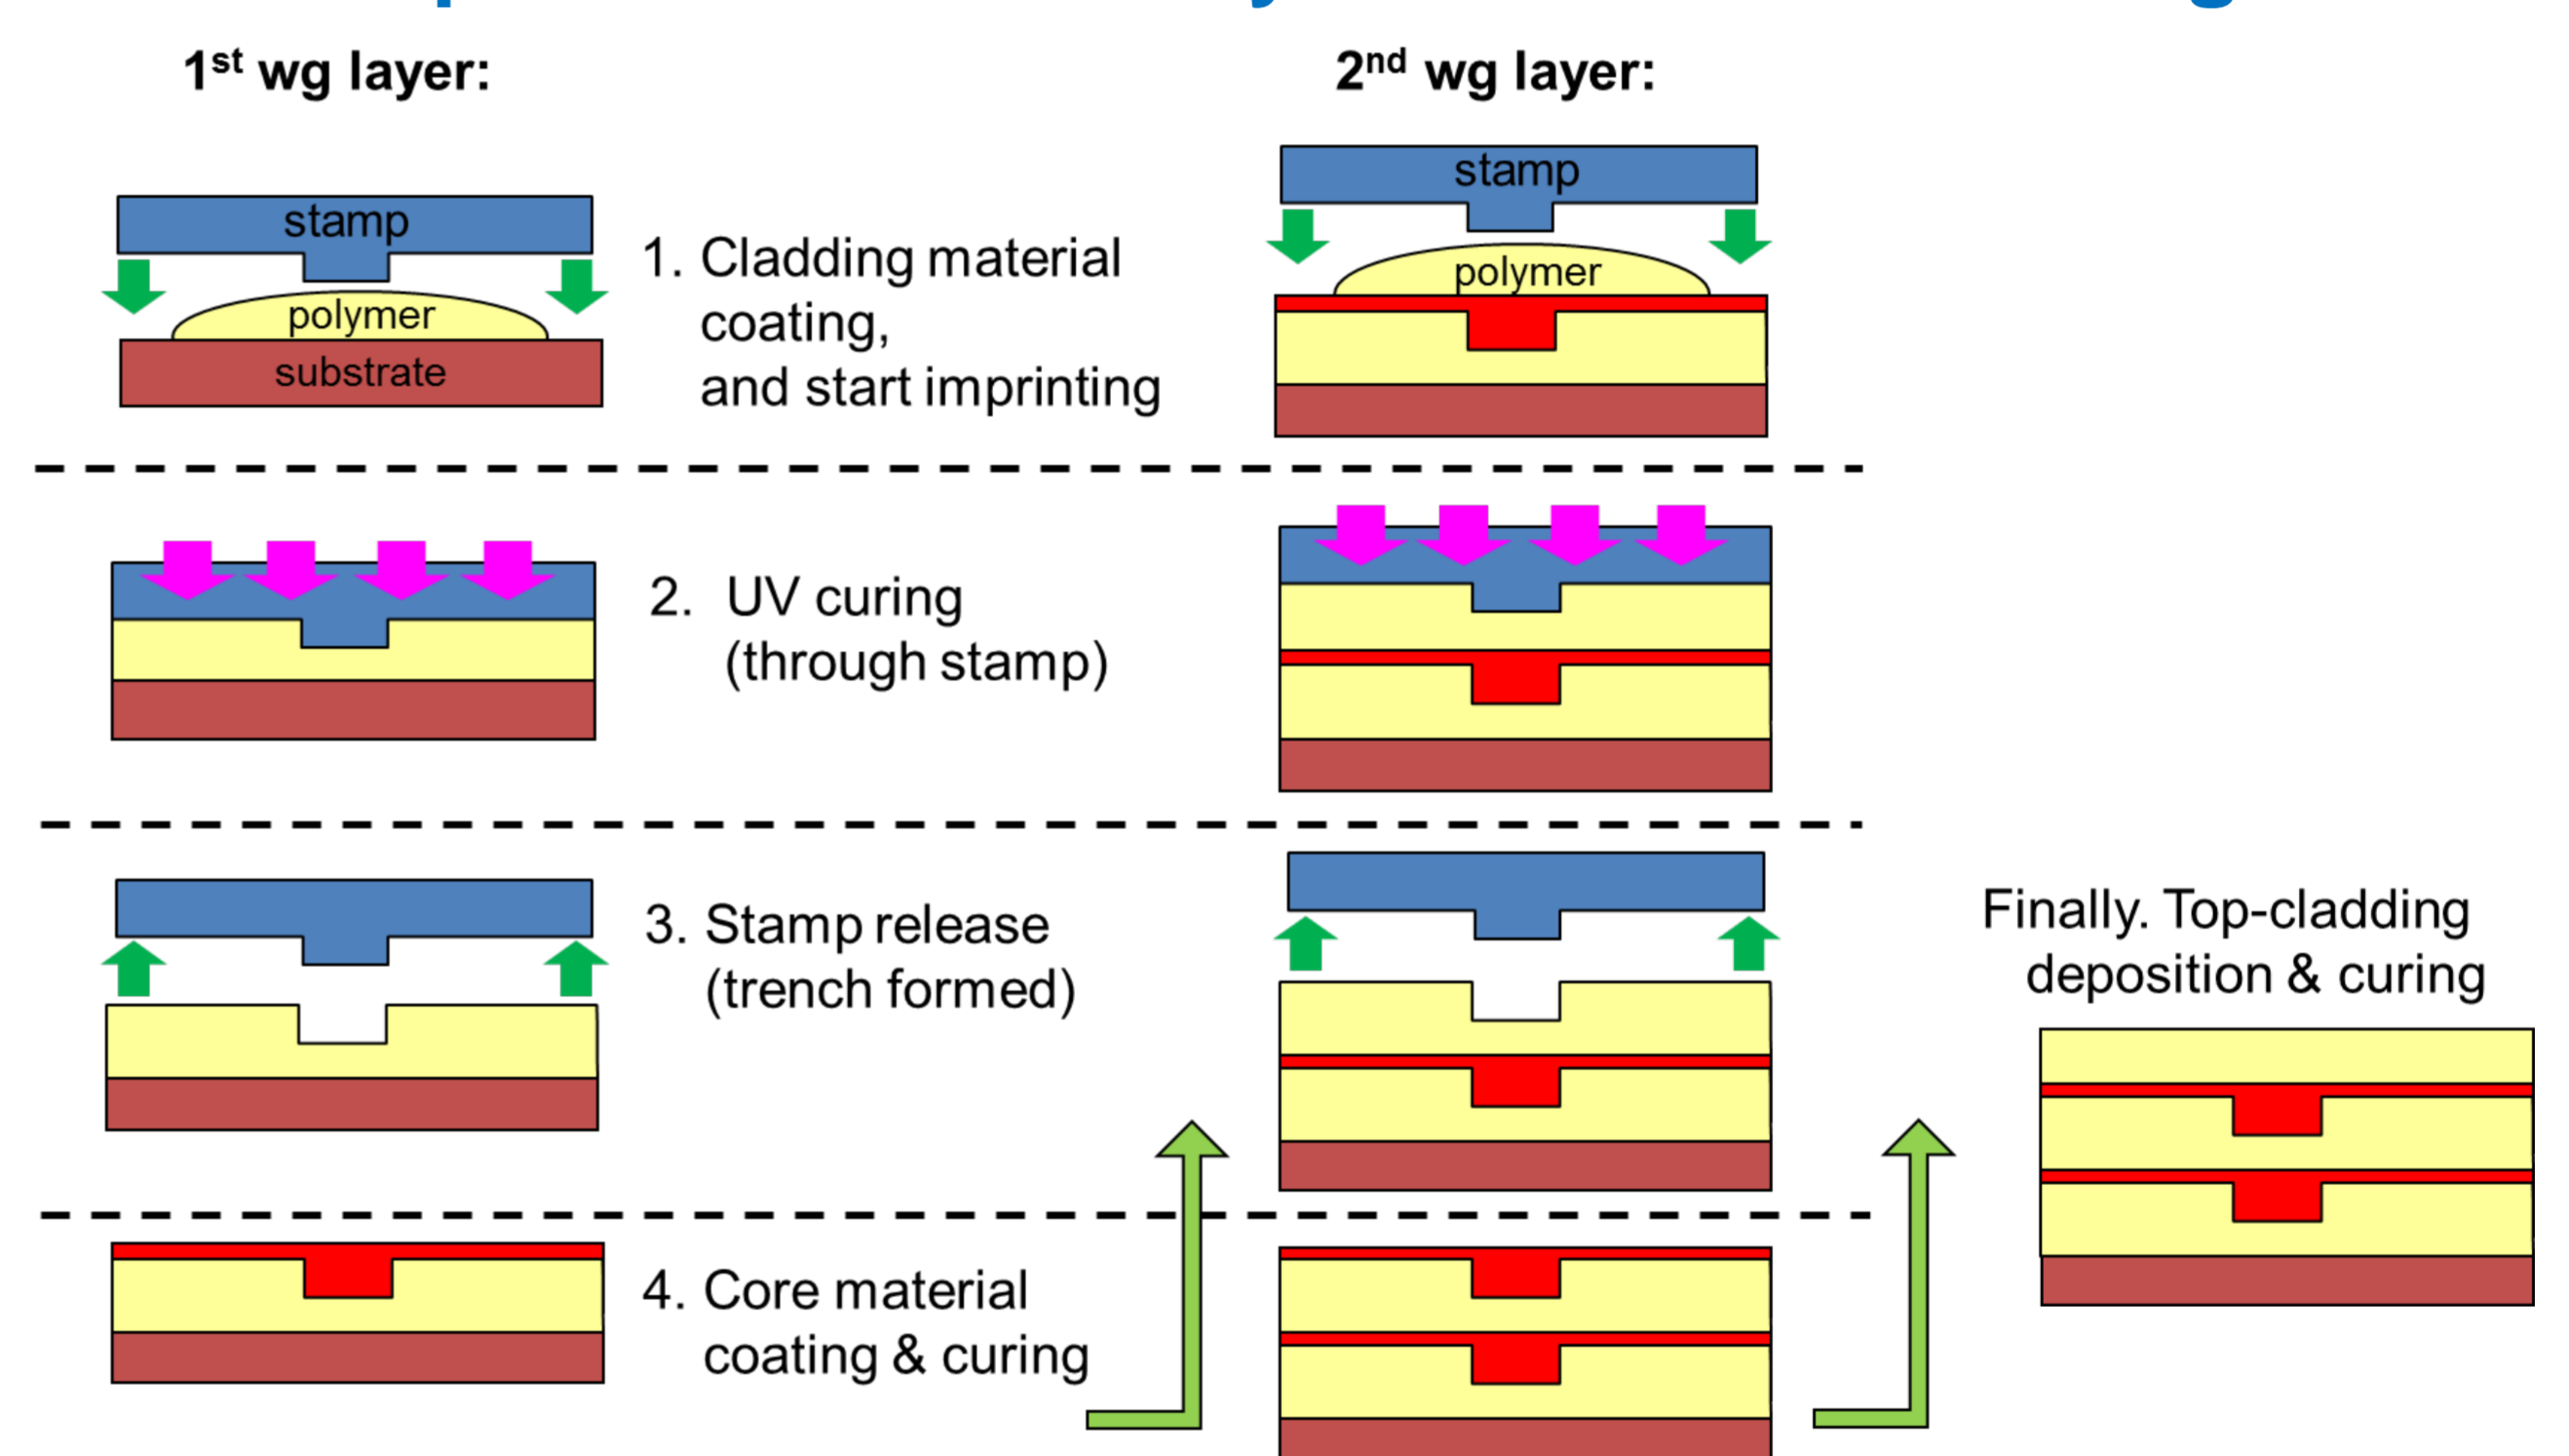 1st wg layer:
2nd wg layer:
stamp
polymer
substrate
1. Cladding material
coating,
and start imprinting
stamp
polymer
2. UV curing
(through stamp)
3. Stamp release
(trench formed)
Finally. Top-cladding
deposition & curing
4. Core material
coating & curing